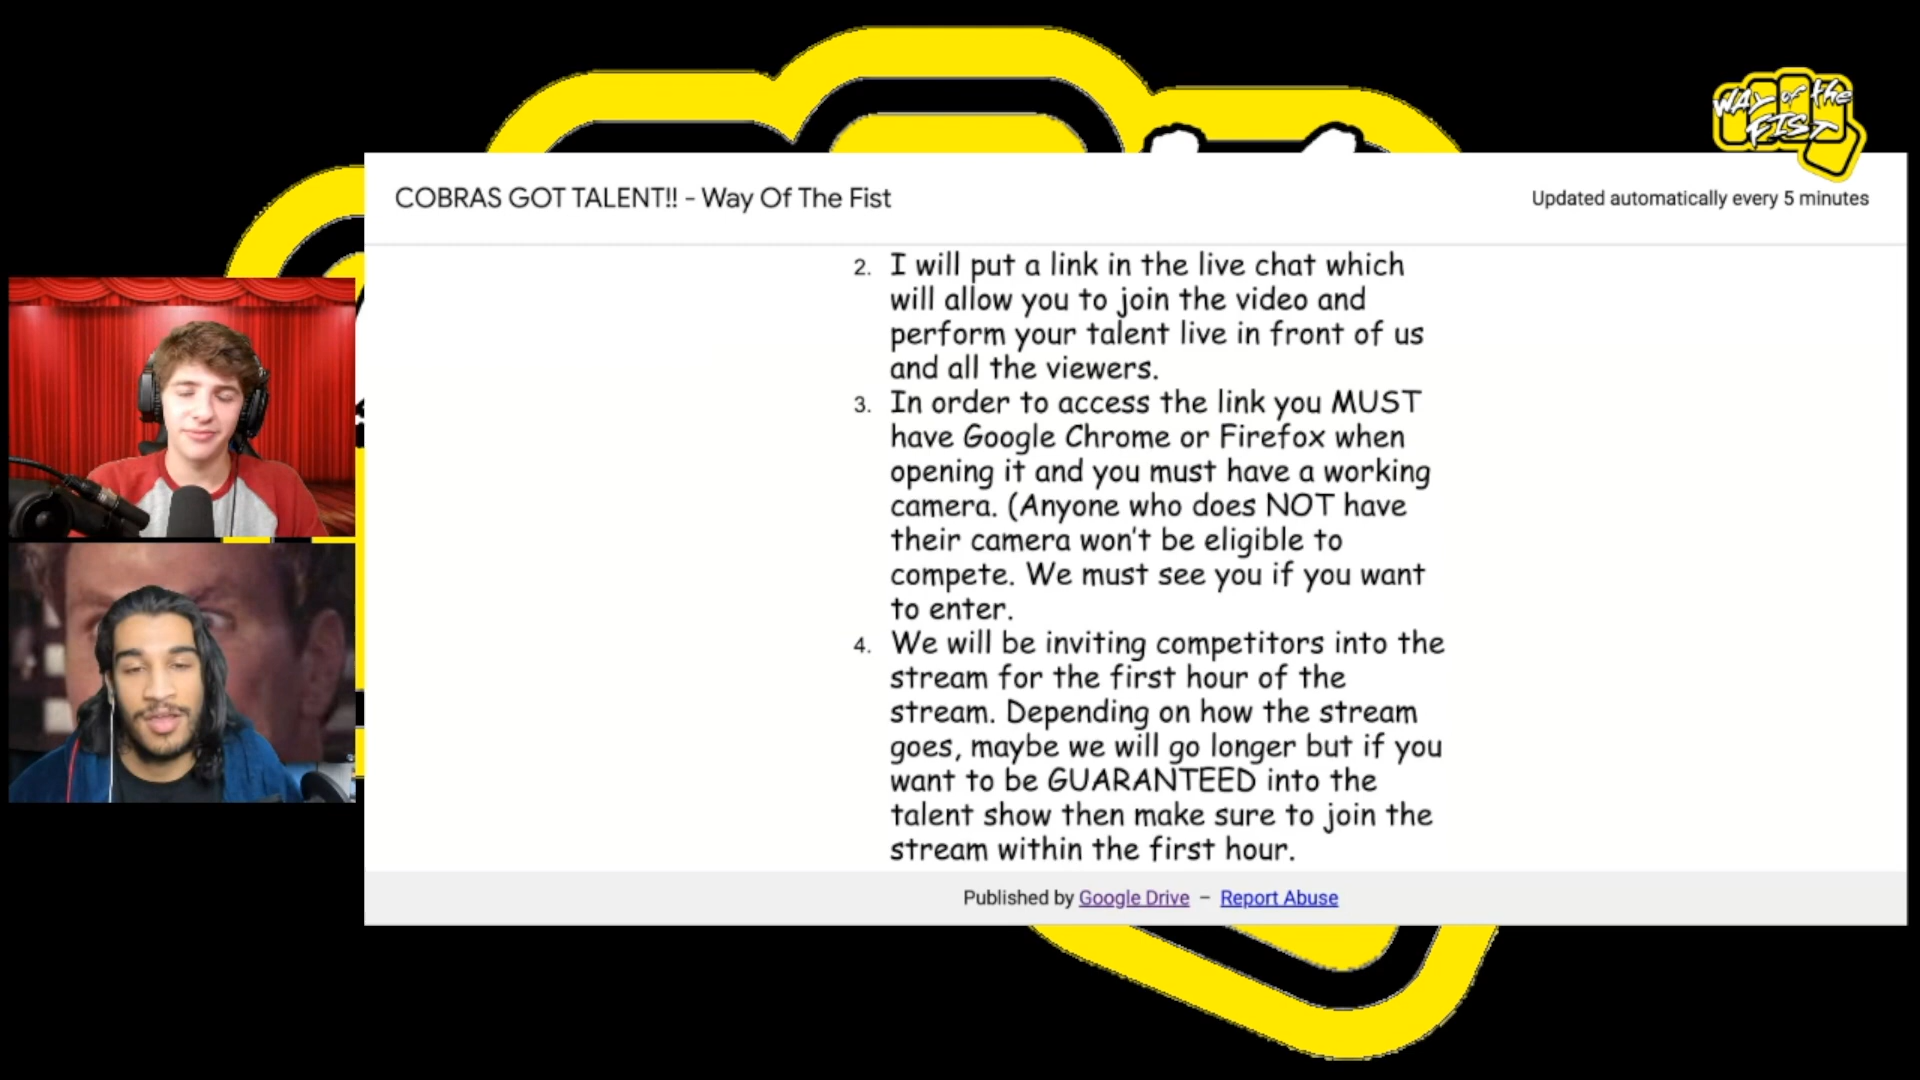 WAY of the
FIST
COBRAS GOT TALENT!! - Way Of The Fist
Updated automatically every 5 minutes
2. I will put a link in the live chat which
will allow you to join the video and
perform your talent live in front of us
and all the viewers.
3. In order to access the link you MUST
have Google Chrome or Firefox when
opening it and you must have a working
camera. (Anyone who does NOT have
their camera won't be eligible to
compete. We must see you if you want
to enter.
4. We will be inviting competitors into the
stream for the first hour of the
stream. Depending on how the stream
goes, maybe we will go longer but if you
want to be GUARANTEED into the
talent show then make sure to join the
stream within the first hour.
Published by Google Drive – Report Abuse